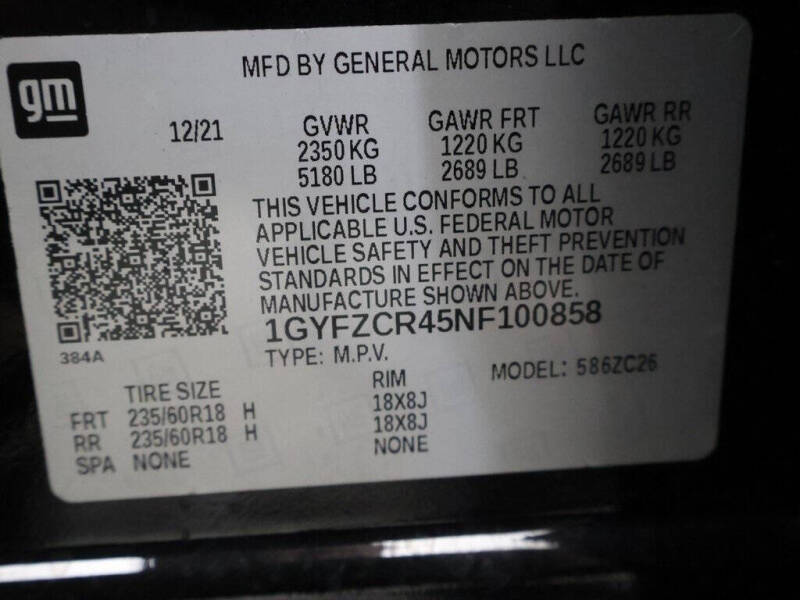 gm
MFD BY GENERAL MOTORS LLC
12/21
GVWR GAWR FRT GAWR RR
2350 KG 1220 KG 1220 KG
5180 LB 2689 LB 2689 LB
THIS VEHICLE CONFORMS TO ALL
APPLICABLE U.S. FEDERAL MOTOR
VEHICLE SAFETY AND THEFT PREVENTION
STANDARDS IN EFFECT ON THE DATE OF
MANUFACTURE SHOWN ABOVE.
1GYFZCR45NF100858
384A
TYPE: M.P.V. MODEL: 586ZC26
TIRE SIZE RIM
FRT 235/60R18 H 18X8J
RR 235/60R18 H 18X8J
SPA NONE NONE